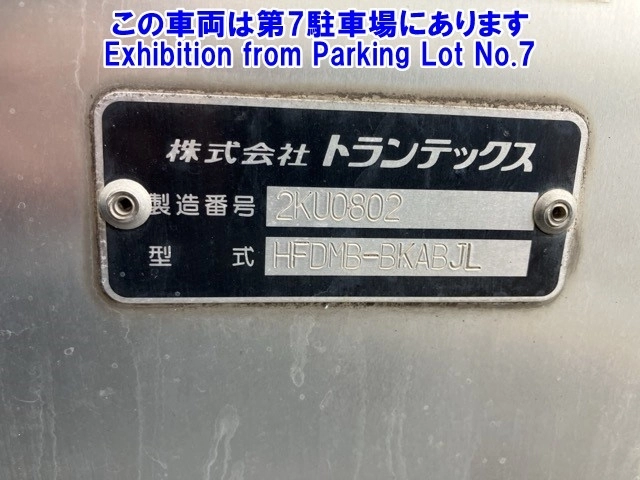 この車両は第7駐車場にあります
Exhibition from Parking Lot No.7
株式会社 トランテックス
製造番号 2KU0802
型式 HFDMB-BKABJL